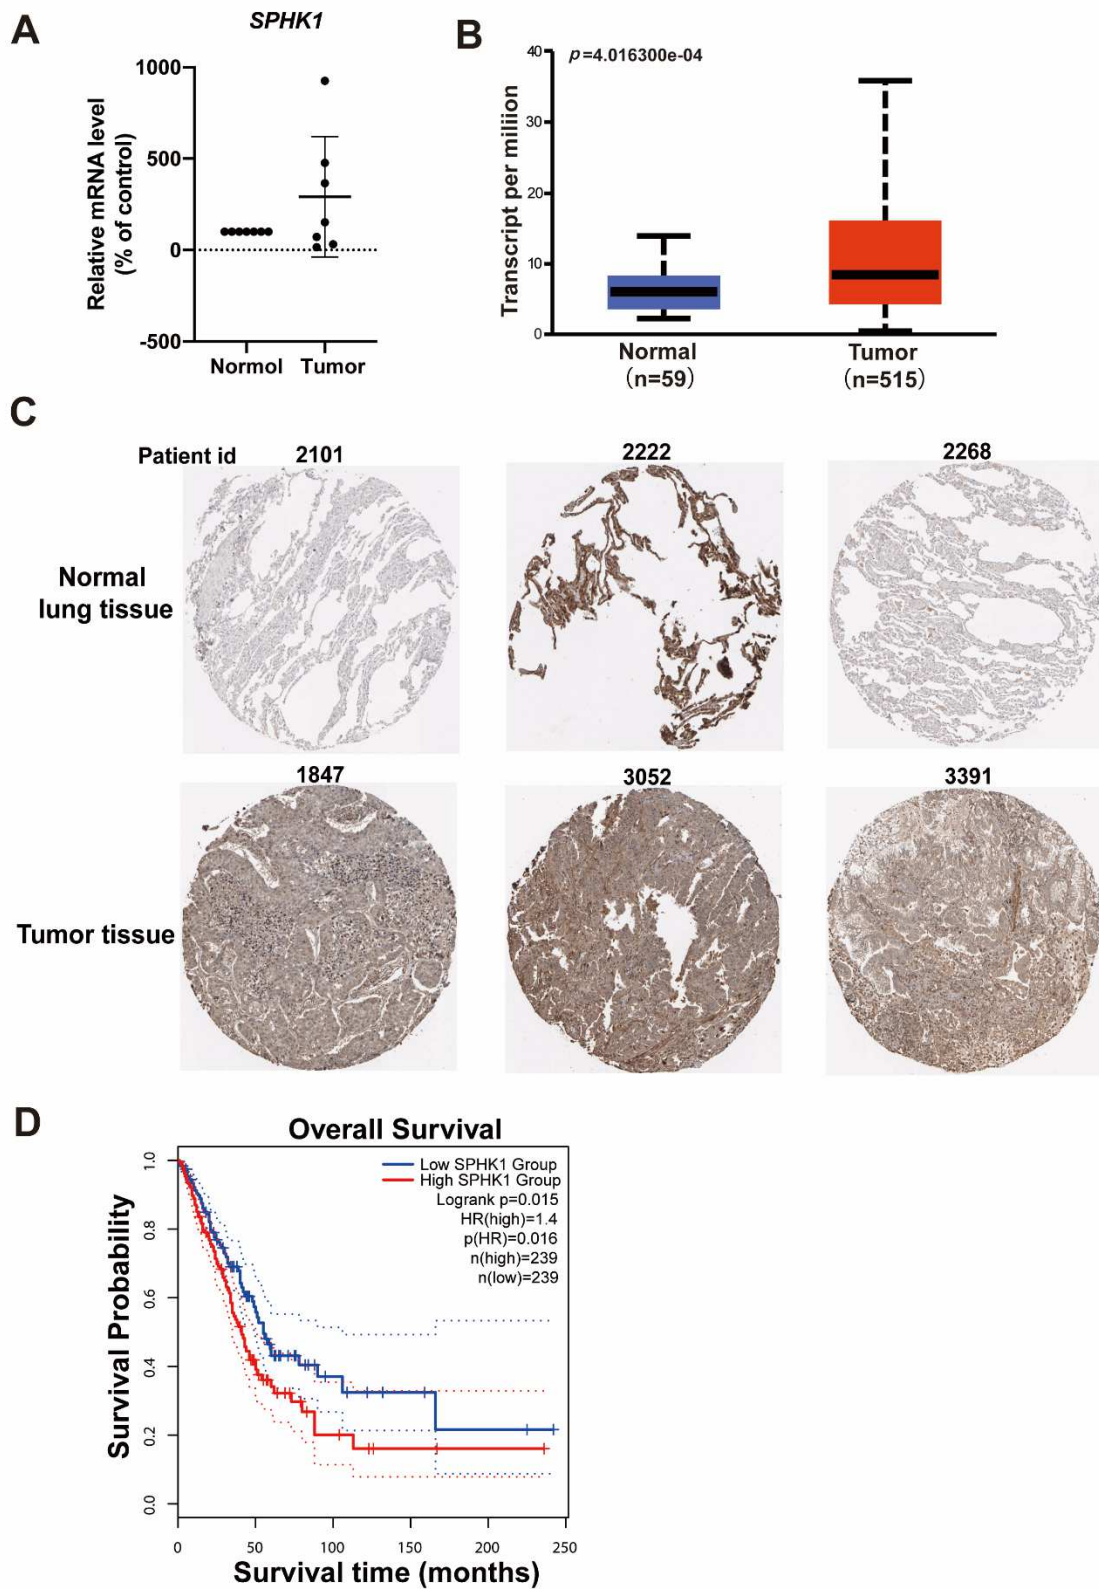 A
SPHK1
Relative mRNA level
(% of control)
1000
500
0
-500
Normol
Tumor
B
p=4.016300e-04
Transcript per miliion
40
30
20
10
0
Normal
(n=59)
Tumor
(n=515)
C
Patient id
2101
2222
2268
Normal
lung tissue
1847
3052
3391
Tumor tissue
D
Overall Survival
Low SPHK1 Group
High SPHK1 Group
Logrank p=0.015
HR(high)=1.4
p(HR)=0.016
n(high)=239
n(low)=239
Survival Probability
1.0
0.8
0.6
0.4
0.2
0.0
0
50
100
150
200
250
Survival time (months)